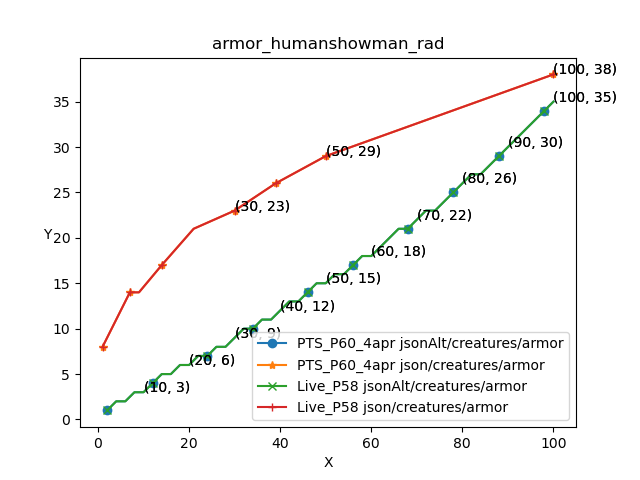 armor_humanshowman_rad
(100, 38)
(100, 35)
(50, 29)
(90, 30)
(80, 26)
(30, 23)
(70, 22)
(60, 18)
(50, 15)
(40, 12)
(30, 9)
(20, 6)
(10, 3)
Y
35
30
25
20
15
10
5
0
PTS_P60_4apr jsonAlt/creatures/armor
PTS_P60_4apr json/creatures/armor
Live_P58 jsonAlt/creatures/armor
Live_P58 json/creatures/armor
0 20 40 60 80 100
X